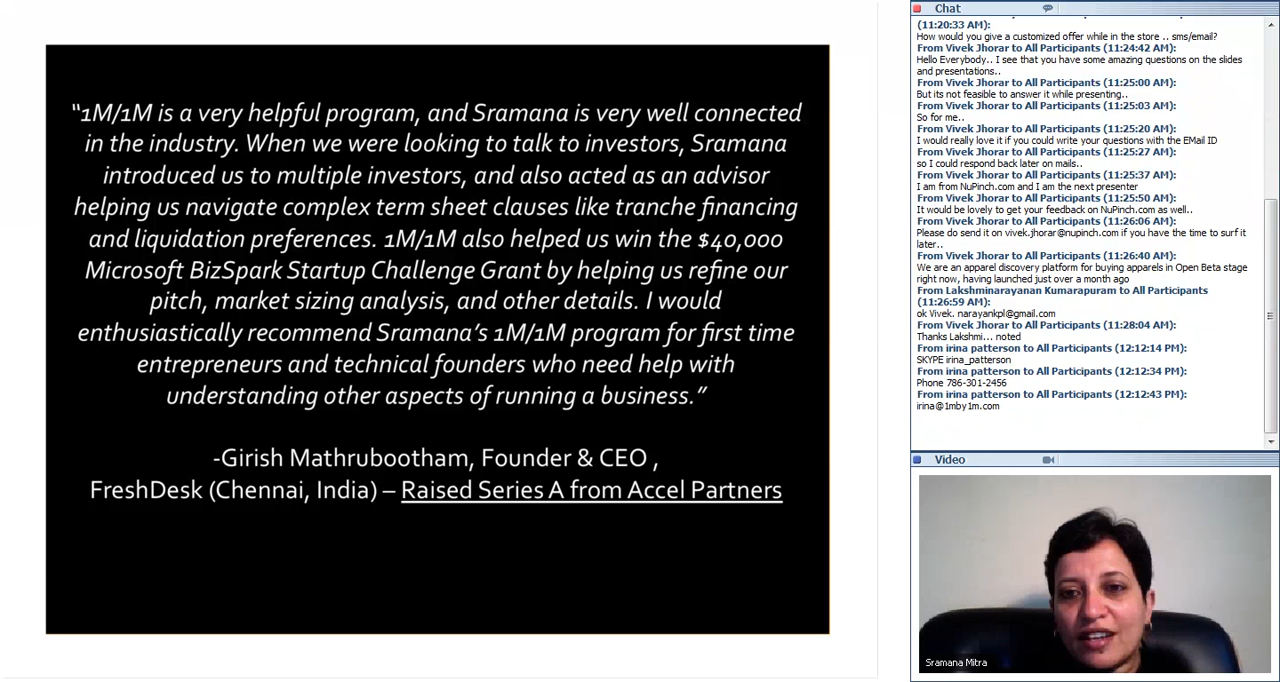 “1M/1M is a very helpful program, and Sramana is very well connected
in the industry. When we were looking to talk to investors, Sramana
introduced us to multiple investors, and also acted as an advisor
helping us navigate complex term sheet clauses like tranche financing
and liquidation preferences. 1M/1M also helped us win the $40,000
Microsoft BizSpark Startup Challenge Grant by helping us refine our
pitch, market sizing analysis, and other details. I would
enthusiastically recommend Sramana’s 1M/1M program for first time
entrepreneurs and technical founders who need help with
understanding other aspects of running a business.”
-Girish Mathrubootham, Founder & CEO ,
FreshDesk (Chennai, India) – Raised Series A from Accel Partners
Chat
(11:20:33 AM):
How would you give a customized offer while in the store .. sms/email?
From Vivek Jhorar to All Participants (11:24:42 AM):
Hello Everybody.. I see that you have some amazing questions on the slides
and presentations..
From Vivek Jhorar to All Participants (11:25:00 AM):
But its not feasible to answer it while presenting..
From Vivek Jhorar to All Participants (11:25:03 AM):
So for me..
From Vivek Jhorar to All Participants (11:25:20 AM):
I would really love it if you could write your questions with the EMail ID
From Vivek Jhorar to All Participants (11:25:27 AM):
so I could respond back later on mails..
From Vivek Jhorar to All Participants (11:25:37 AM):
I am from NuPinch.com and I am the next presenter
From Vivek Jhorar to All Participants (11:25:50 AM):
It would be lovely to get your feedback on NuPinch.com as well..
From Vivek Jhorar to All Participants (11:26:06 AM):
Please do send it on vivek.jhorar@nupinch.com if you have the time to surf it
later..
From Vivek Jhorar to All Participants (11:26:40 AM):
We are an apparel discovery platform for buying apparels in Open Beta stage
right now, having launched just over a month ago
From Lakshminarayanan Kumarapuram to All Participants
(11:26:59 AM):
ok Vivek. narayankpl@gmail.com
From Vivek Jhorar to All Participants (11:28:04 AM):
Thanks Lakshmi... noted
From irina patterson to All Participants (12:12:14 PM):
SKYPE irina_patterson
From irina patterson to All Participants (12:12:34 PM):
Phone 786-301-2456
From irina patterson to All Participants (12:12:43 PM):
irina@1mby1m.com
Video
Sramana Mitra